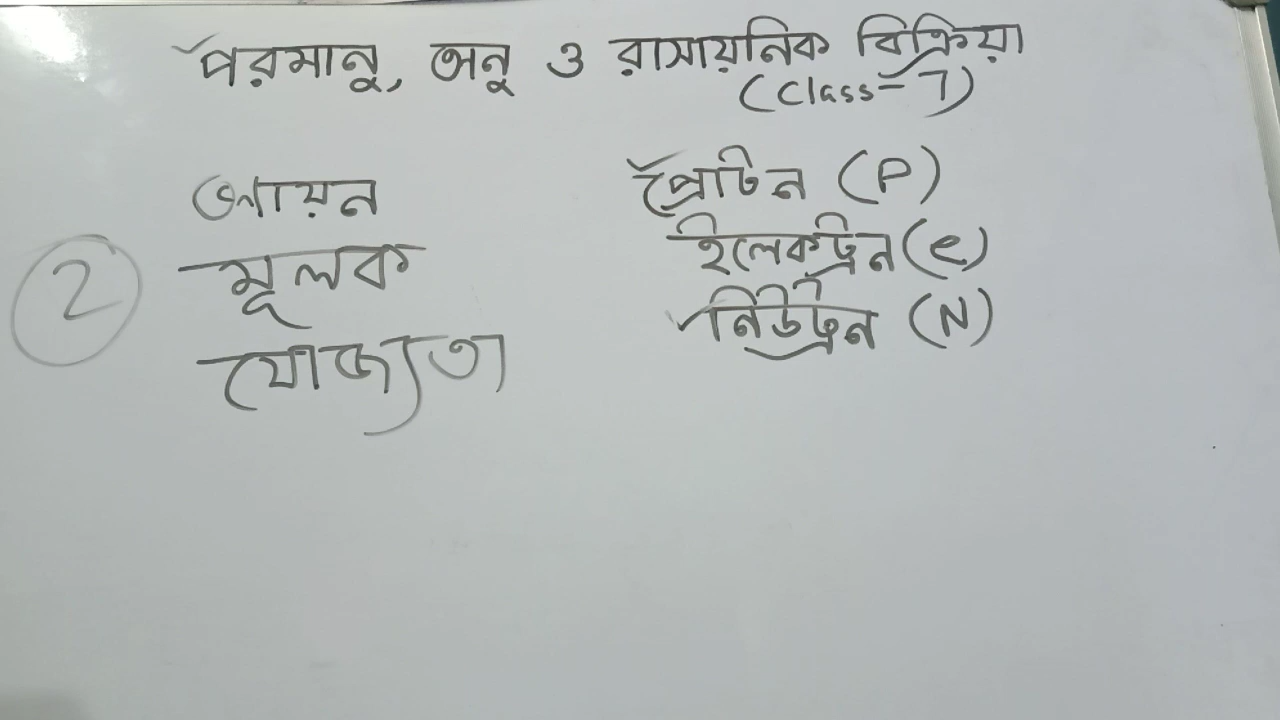 পরমানু, অনু ও রাসায়নিক বিক্রিয়া
(class-7)
আয়ন
মূলক
যোজ্যতা
2
প্রোটন (P)
ইলেকট্রন (e)
নিউট্রন (N)